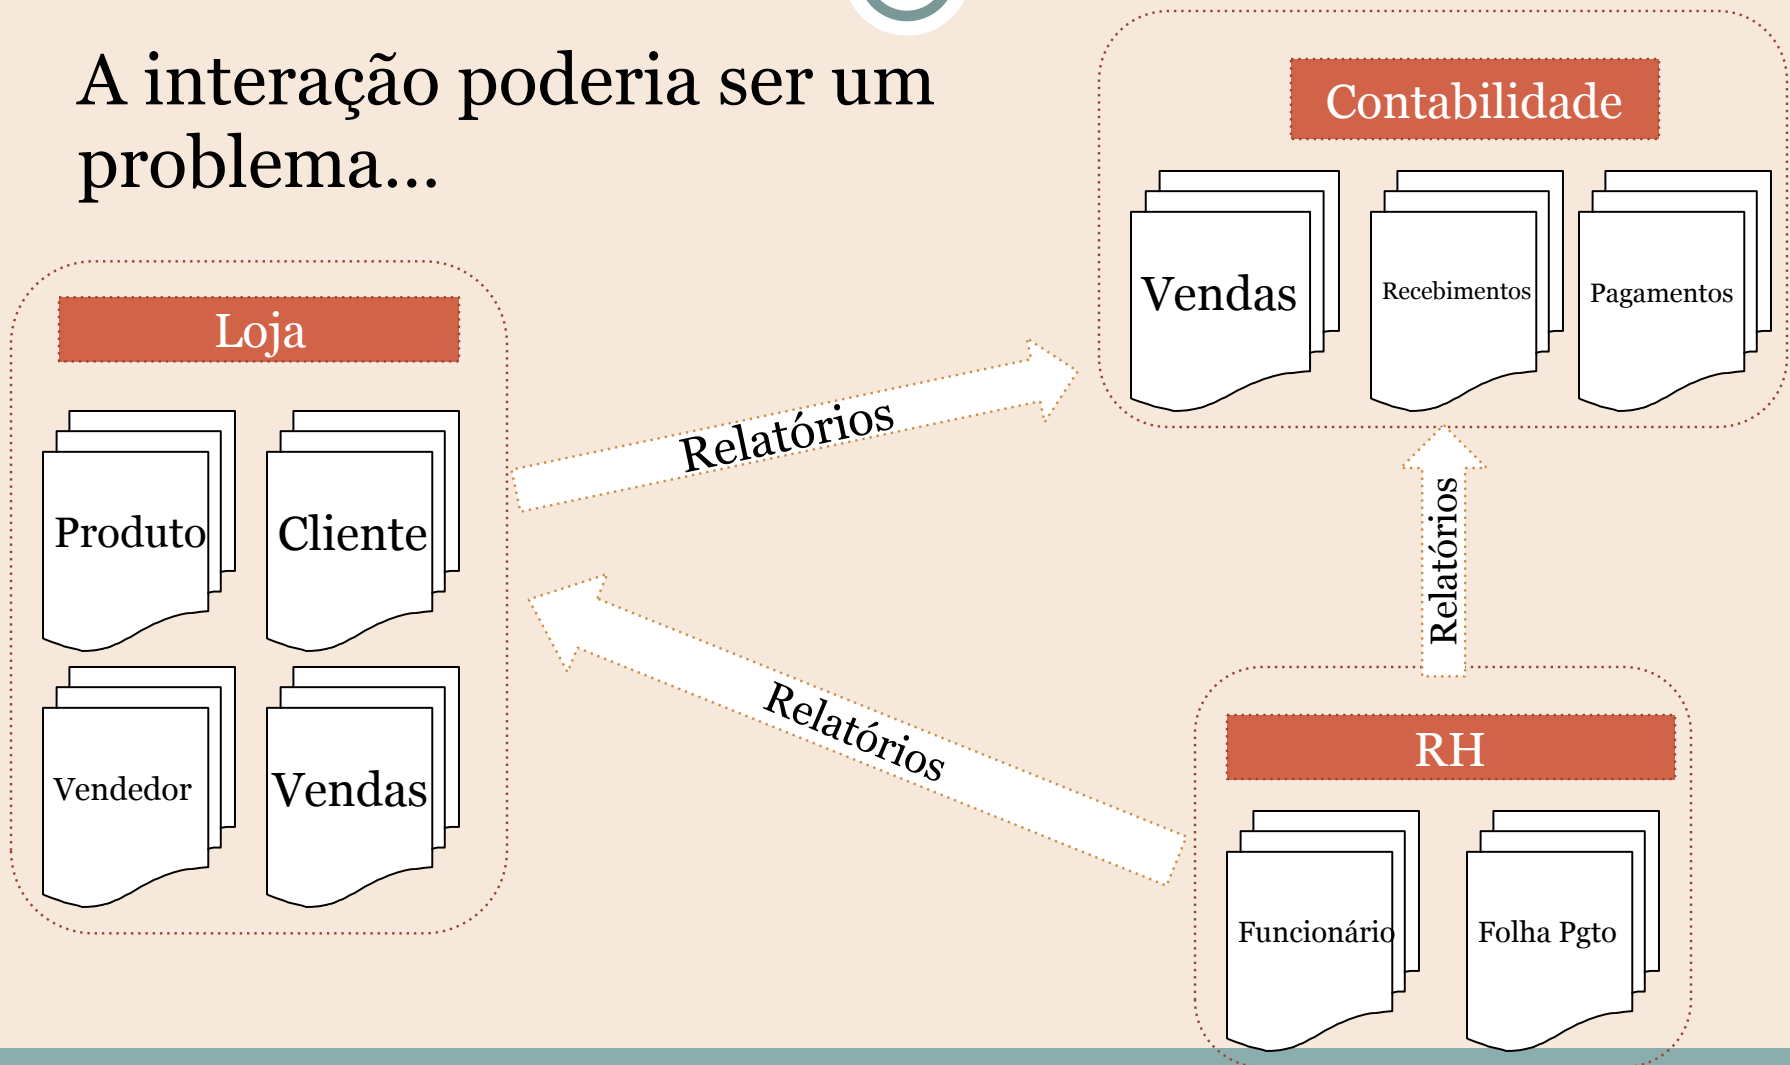 A interação poderia ser um
problema...
Contabilidade
Vendas
Recebimentos
Pagamentos
Loja
Produto
Cliente
Vendedor
Vendas
Relatórios
Relatórios
Relatórios
RH
Funcionário
Folha Pgto